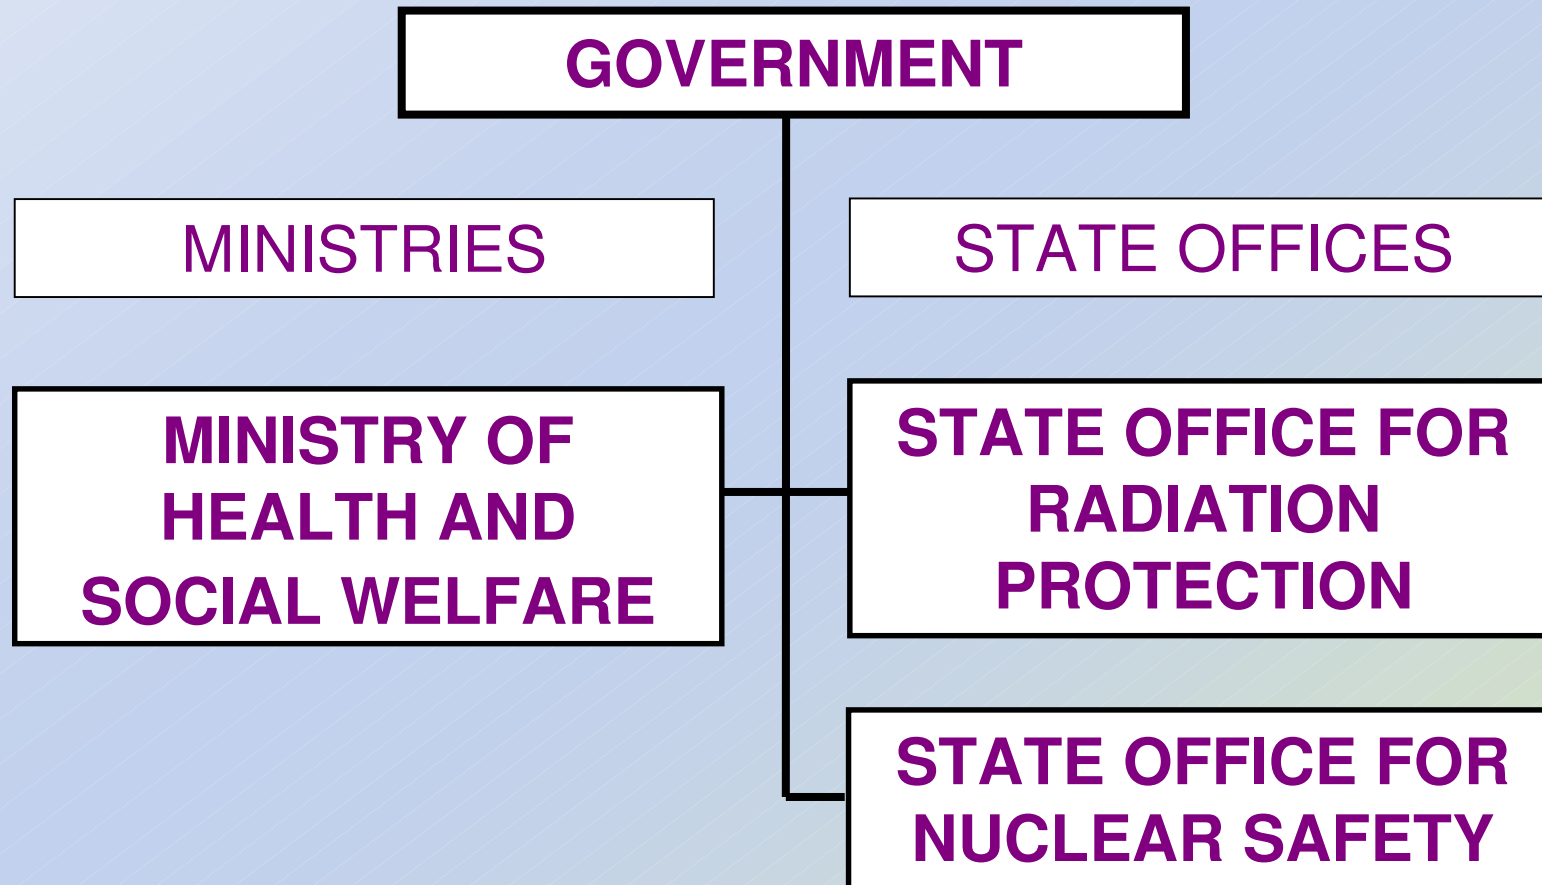 GOVERNMENT
MINISTRIES
STATE OFFICES
MINISTRY OF
HEALTH AND
SOCIAL WELFARE
STATE OFFICE FOR
RADIATION
PROTECTION
STATE OFFICE FOR
NUCLEAR SAFETY